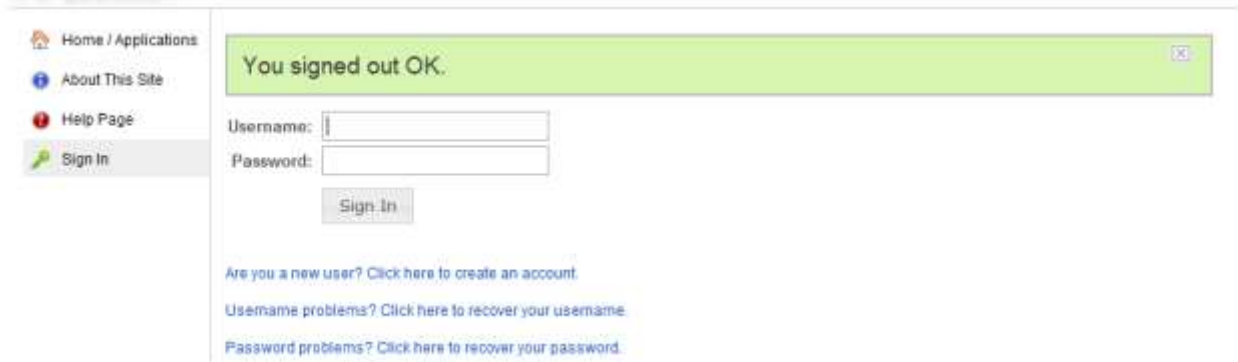 Home / Applications
About This Site
Help Page
Sign In
You signed out OK.
Username:
Password:
Sign In
Are you a new user? Click here to create an account.
Username problems? Click here to recover your username.
Password problems? Click here to recover your password.